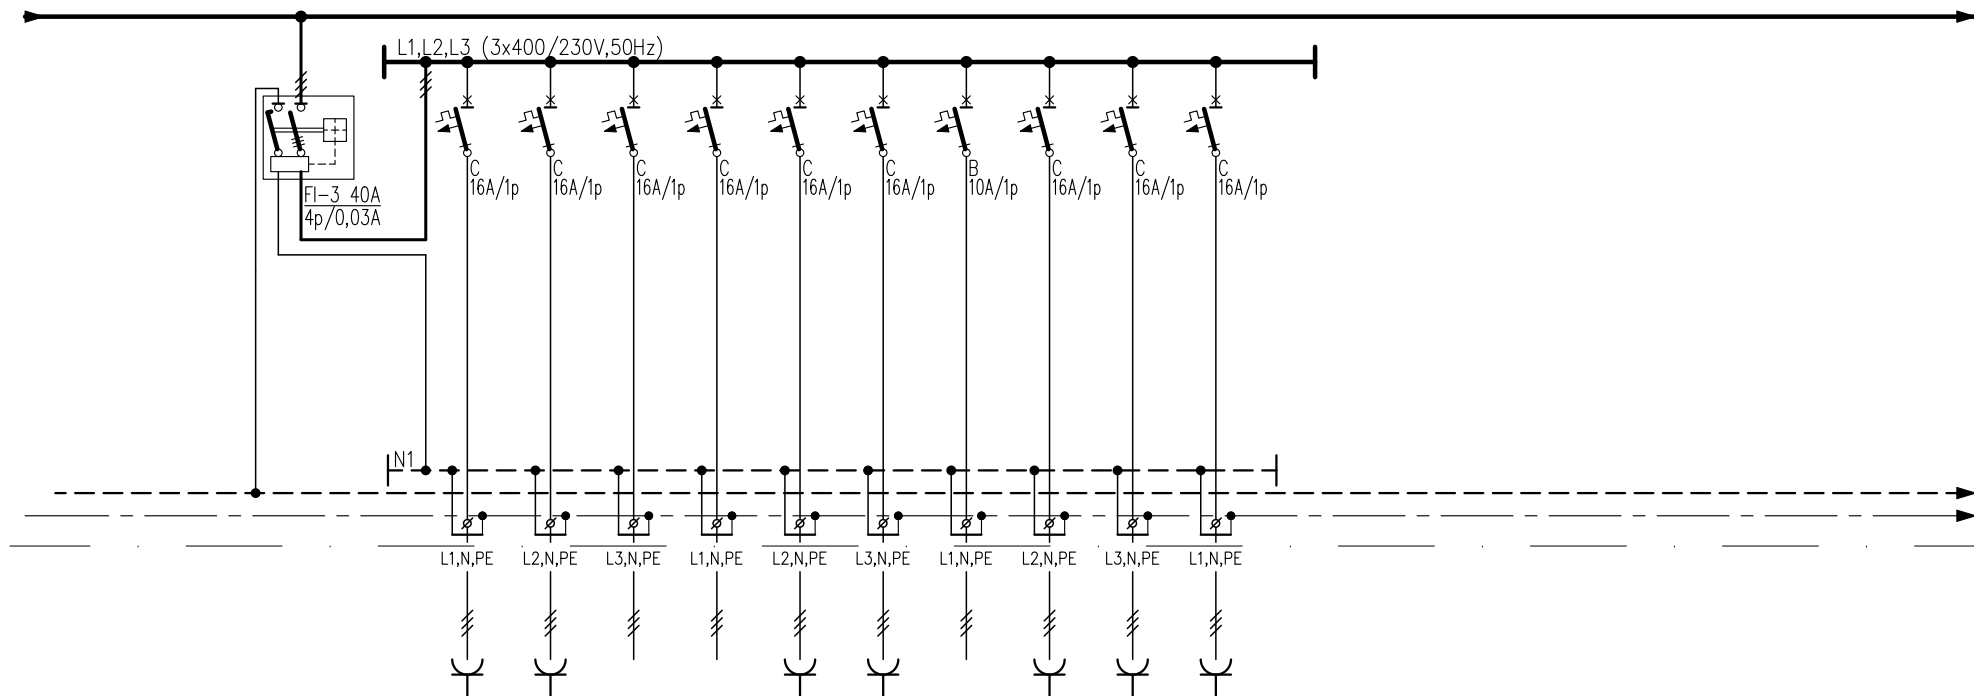 L1,L2,L3 (3x400/230V,50Hz)
C
16A/1p
C
16A/1p
C
16A/1p
C
16A/1p
C
16A/1p
C
16A/1p
B
10A/1p
C
16A/1p
C
16A/1p
C
16A/1p
FI-3 40A
4p/0,03A
N1
L1,N,PE
L2,N,PE
L3,N,PE
L1,N,PE
L2,N,PE
L3,N,PE
L1,N,PE
L2,N,PE
L3,N,PE
L1,N,PE